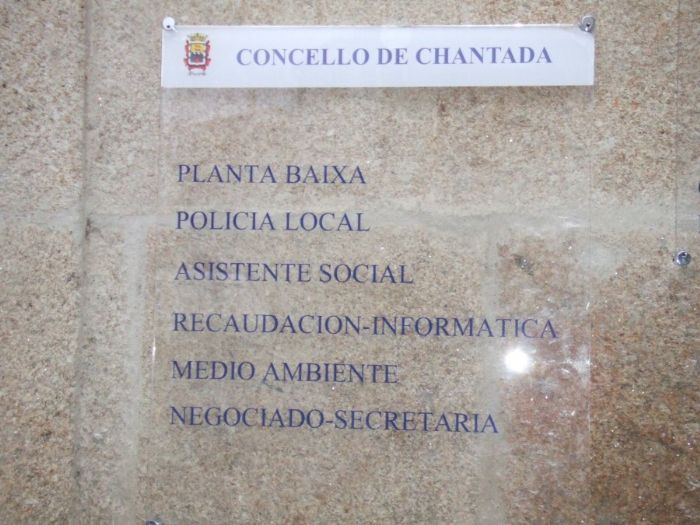 CONCELLO DE CHANTADA
PLANTA BAIXA
POLICIA LOCAL
ASISTENTE SOCIAL
RECAUDACION-INFORMATICA
MEDIO AMBIENTE
NEGOCIADO-SECRETARIA